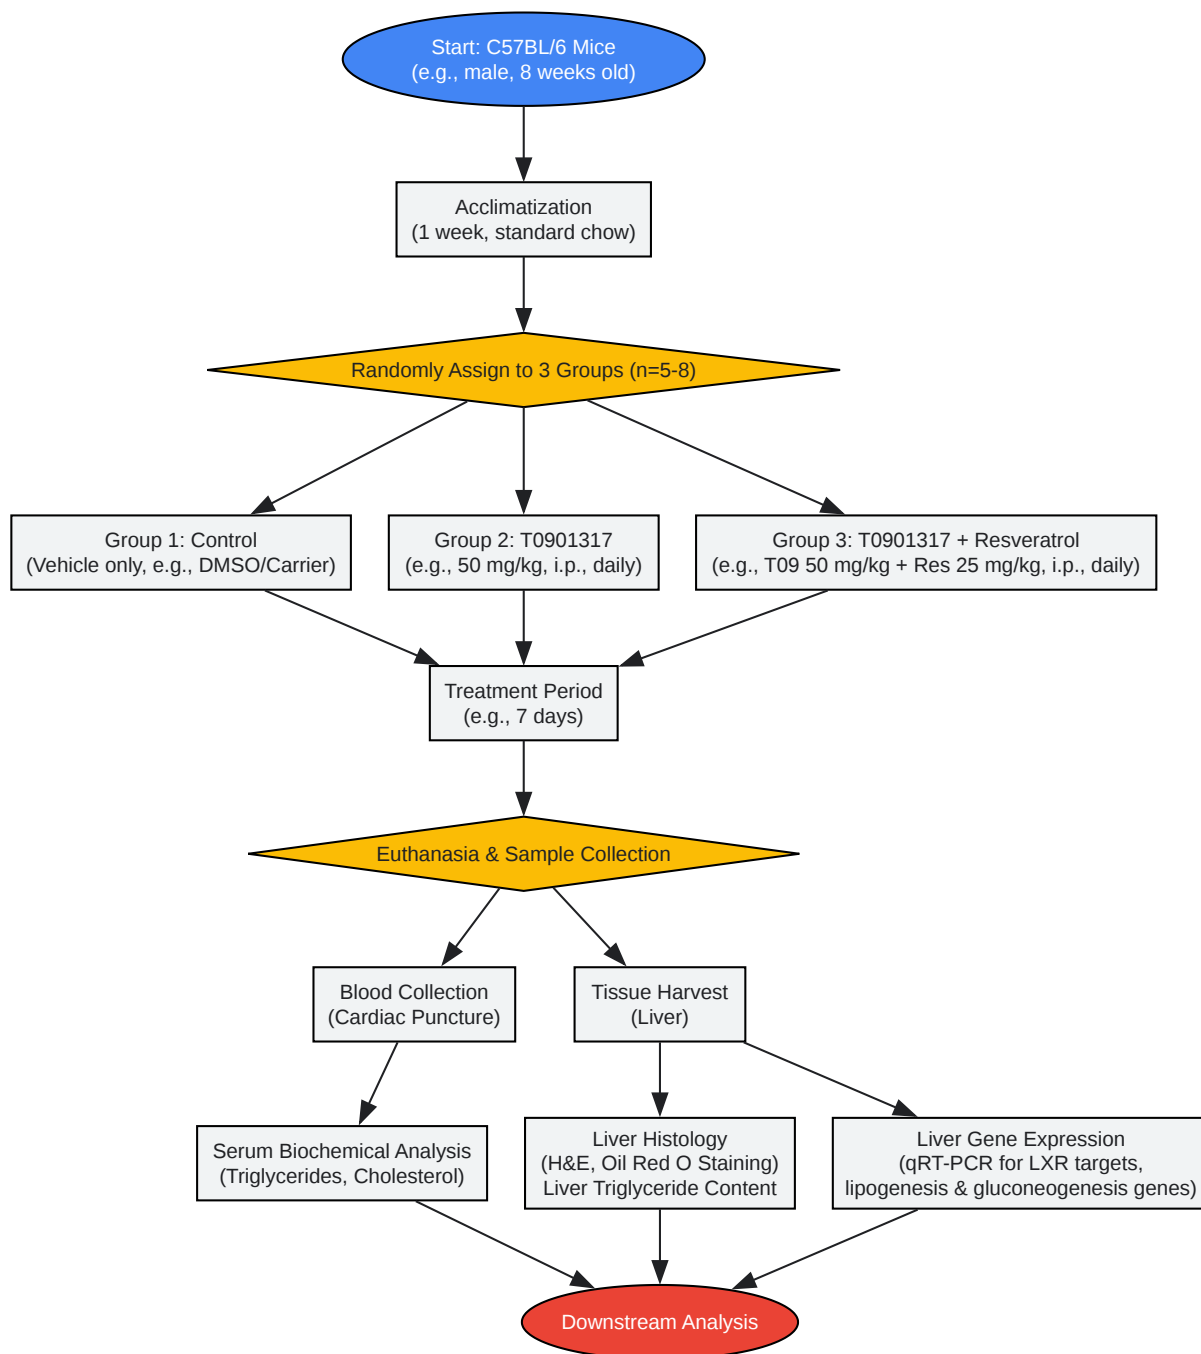 Start: C57BL/6 Mice
(e.g., male, 8 weeks old)
Acclimatization
(1 week, standard chow)
Randomly Assign to 3 Groups (n=5-8)
Group 1: Control
(Vehicle only, e.g., DMSO/Carrier)
Group 2: T0901317
(e.g., 50 mg/kg, i.p., daily)
Group 3: T0901317 + Resveratrol
(e.g., T09 50 mg/kg + Res 25 mg/kg, i.p., daily)
Treatment Period
(e.g., 7 days)
Euthanasia & Sample Collection
Blood Collection
(Cardiac Puncture)
Tissue Harvest
(Liver)
Serum Biochemical Analysis
(Triglycerides, Cholesterol)
Liver Histology
(H&E, Oil Red O Staining)
Liver Triglyceride Content
Liver Gene Expression
(qRT-PCR for LXR targets,
lipogenesis & gluconeogenesis genes)
Downstream Analysis